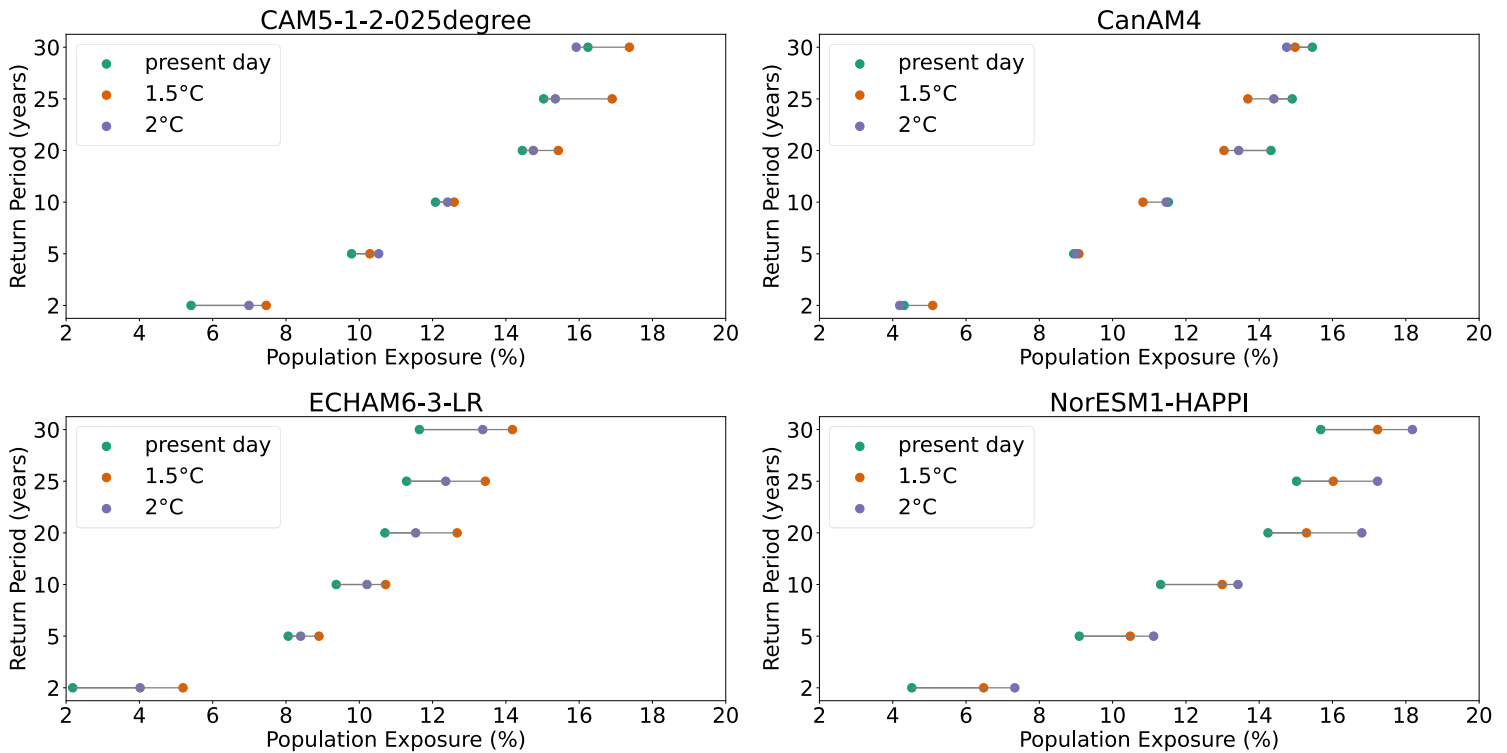 CAM5-1-2-025degree
present day
1.5°C
2°C
Return Period (years)
30
25
20
10
5
2
2 4 6 8 10 12 14 16 18 20
Population Exposure (%)
CanAM4
present day
1.5°C
2°C
Return Period (years)
30
25
20
10
5
2
2 4 6 8 10 12 14 16 18 20
Population Exposure (%)
ECHAM6-3-LR
present day
1.5°C
2°C
Return Period (years)
30
25
20
10
5
2
2 4 6 8 10 12 14 16 18 20
Population Exposure (%)
NorESM1-HAPPI
present day
1.5°C
2°C
Return Period (years)
30
25
20
10
5
2
2 4 6 8 10 12 14 16 18 20
Population Exposure (%)